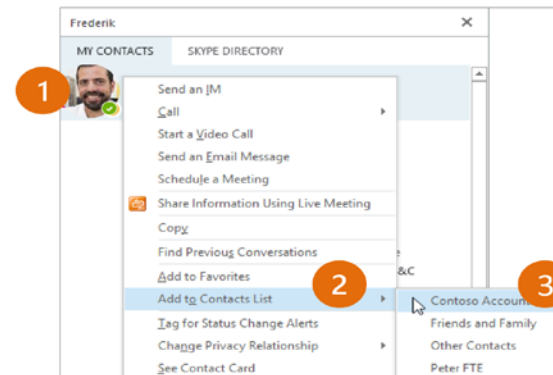 Frederik
MY CONTACTS SKYPE DIRECTORY
1
Send an IM
Call
Start a Video Call
Send an Email Message
Schedule a Meeting
Share Information Using Live Meeting
Copy
Find Previous Conversations
Add to Favorites
&C
2
3
Add to Contacts List
Contoso
Tag for Status Change Alerts
Friends and Family
Change Privacy Relationship
Other Contacts
See Contact Card
Peter FTE